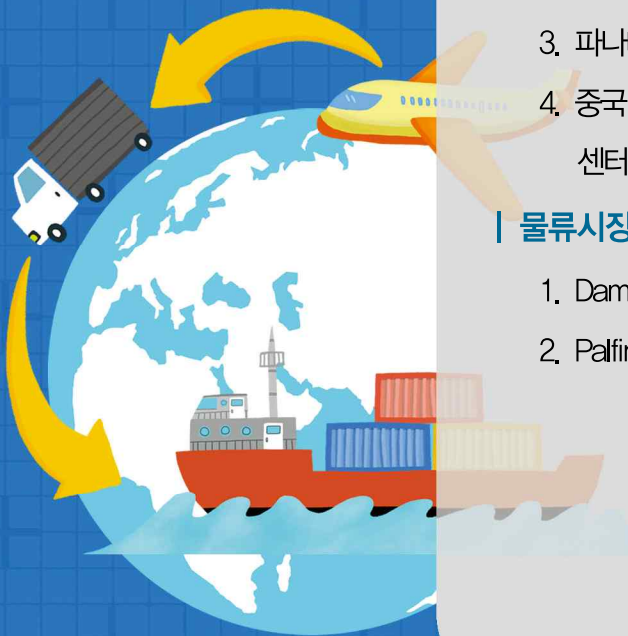 3. 파나
4. 중국
센터
| 물류시장
1. Dam
2. Palfin